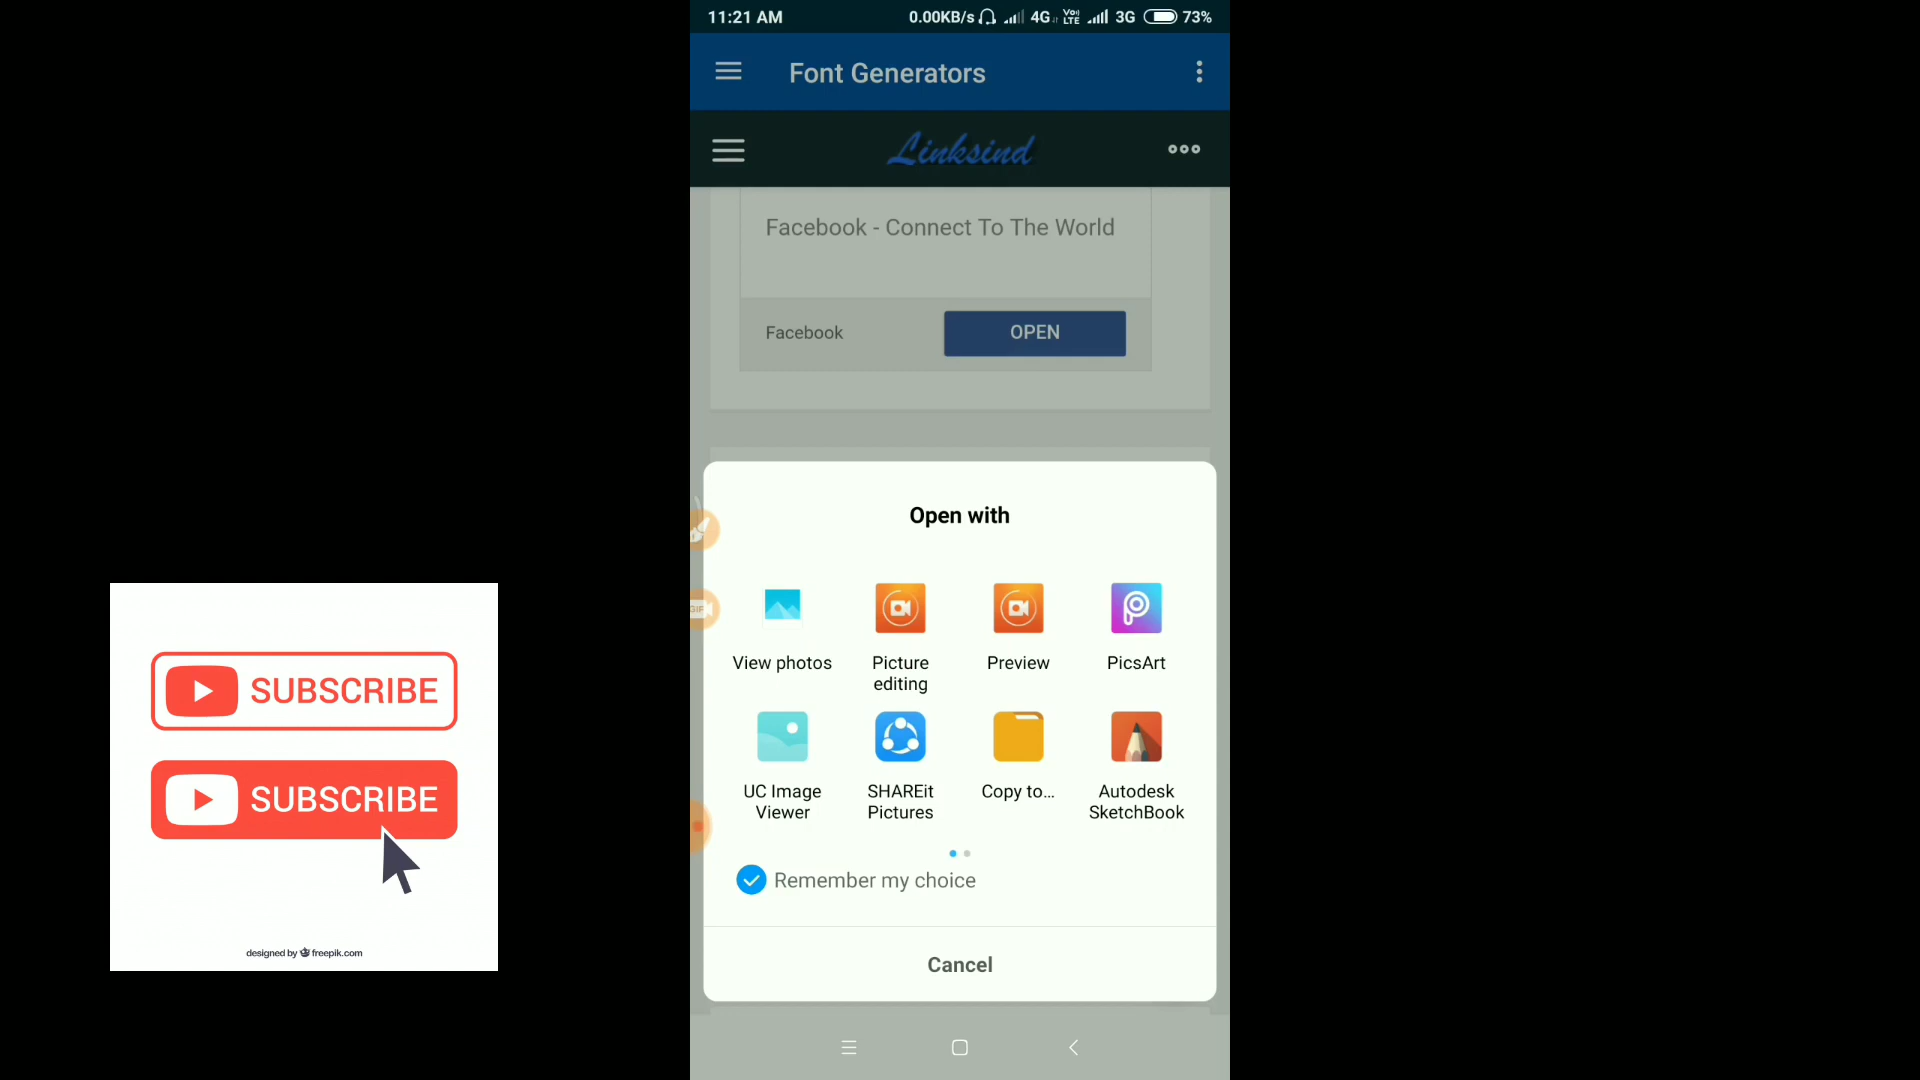 11:21 AM
0.00KB/s 4G VoLTE 3G 73%
Font Generators
Linksind
Facebook - Connect To The World
Facebook
OPEN
Open with
View photos
Picture editing
Preview
PicsArt
UC Image Viewer
SHAREit Pictures
Copy to...
Autodesk SketchBook
Remember my choice
Cancel
GIF
SUBSCRIBE
SUBSCRIBE
designed by freepik.com